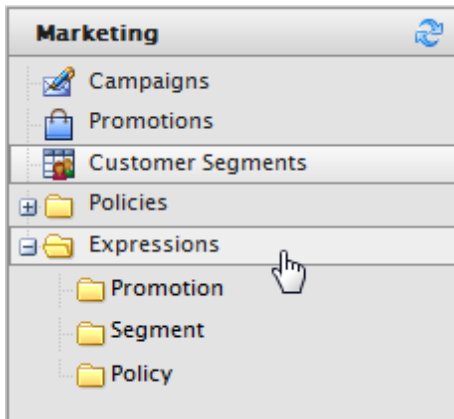 Marketing
Campaigns
Promotions
Customer Segments
Policies
Expressions
Promotion
Segment
Policy